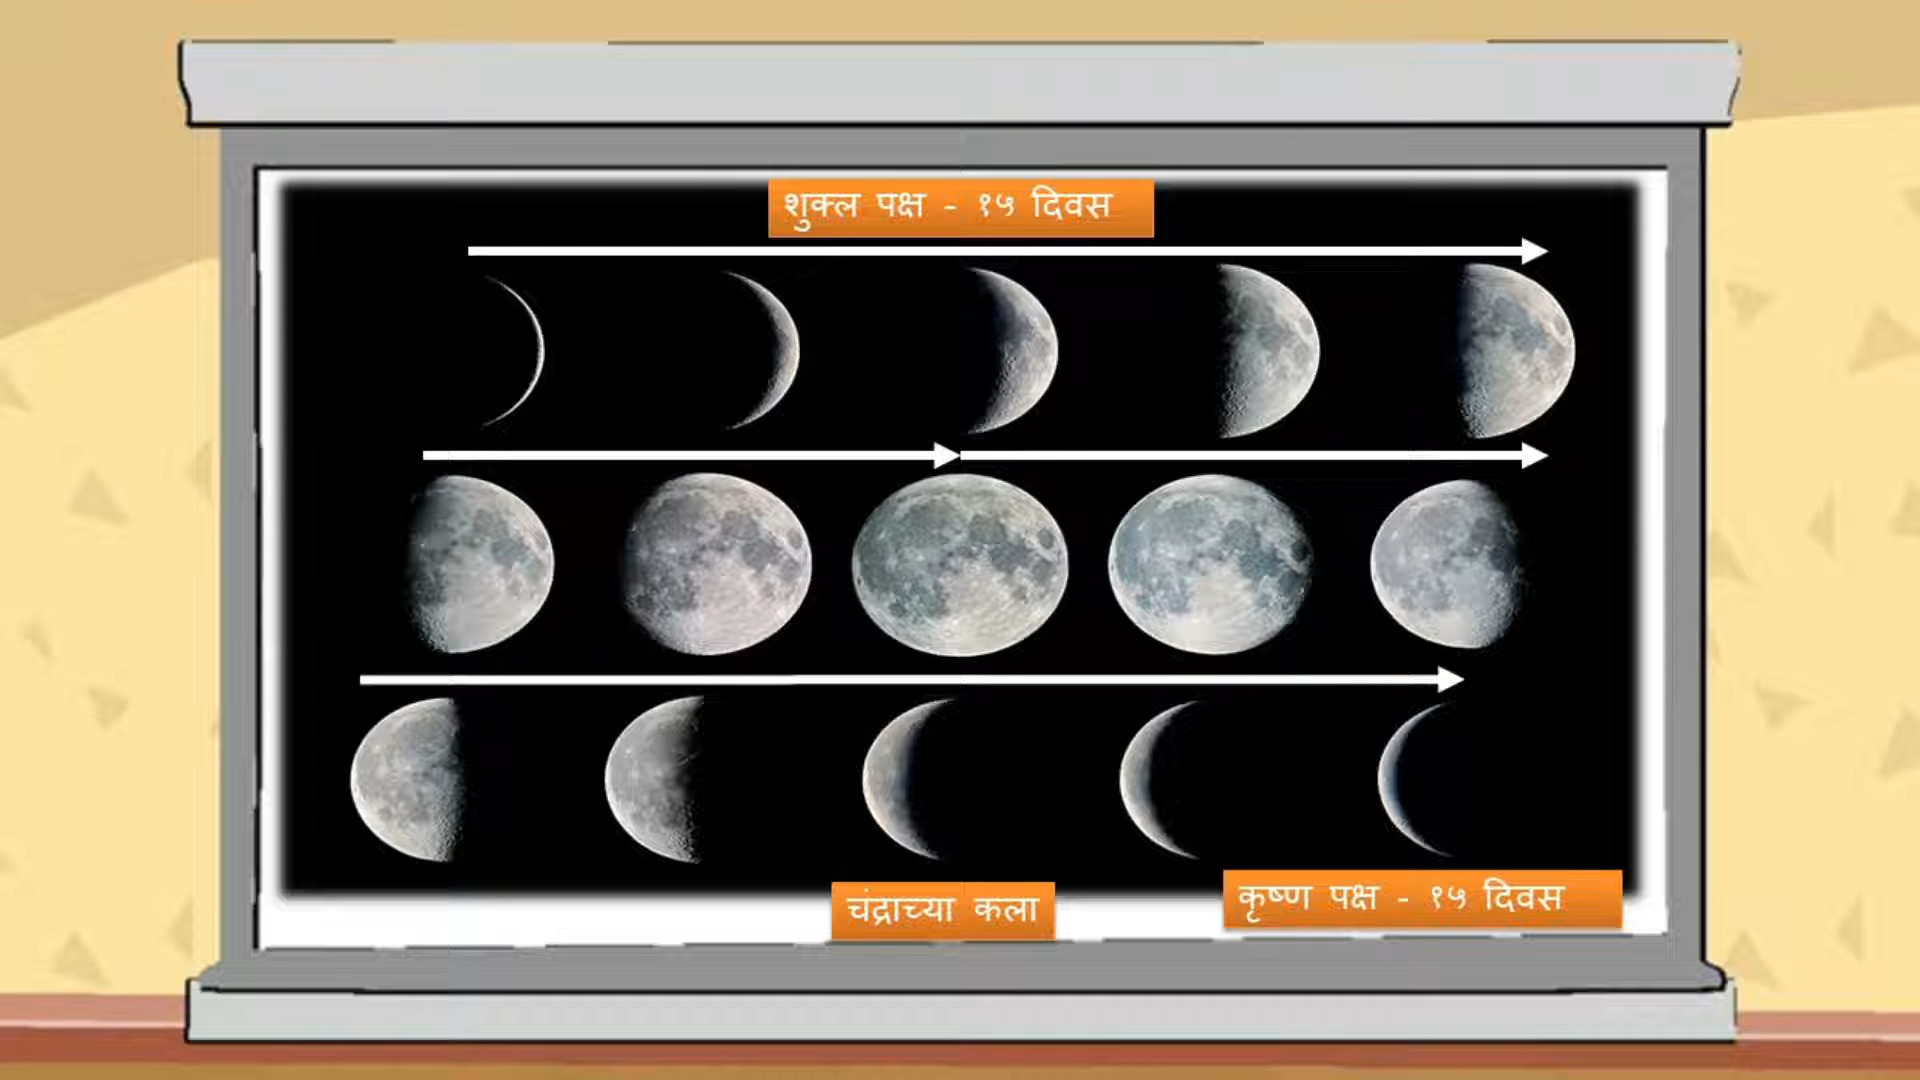 शुक्ल पक्ष - १५ दिवस
चंद्राच्या कला
कृष्ण पक्ष - १५ दिवस